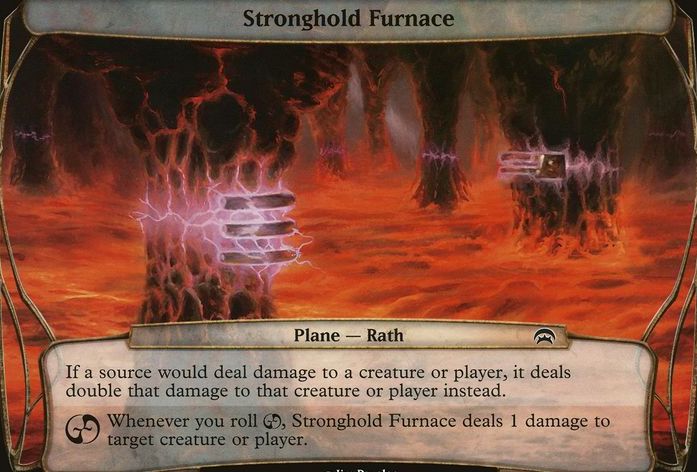 Stronghold Furnace
Plane — Rath
If a source would deal damage to a creature or player, it deals
double that damage to that creature or player instead.
Whenever you roll , Stronghold Furnace deals 1 damage to
target creature or player.